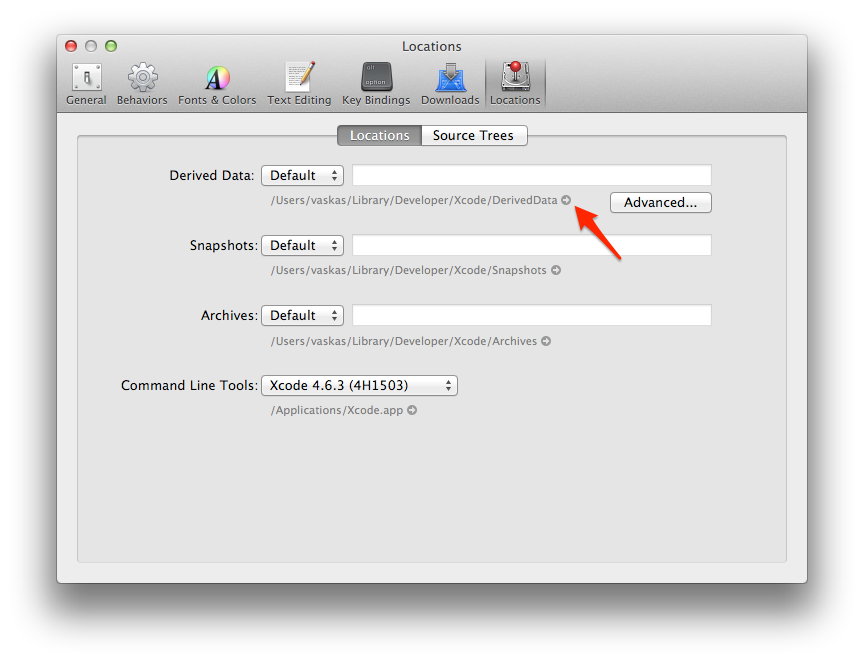 Locations
General Behaviors Fonts & Colors Text Editing Key Bindings Downloads Locations
Locations Source Trees
Derived Data: Default
/Users/vaskas/Library/Developer/Xcode/DerivedData
Advanced...
Snapshots: Default
/Users/vaskas/Library/Developer/Xcode/Snapshots
Archives: Default
/Users/vaskas/Library/Developer/Xcode/Archives
Command Line Tools: Xcode 4.6.3 (4H1503)
/Applications/Xcode.app